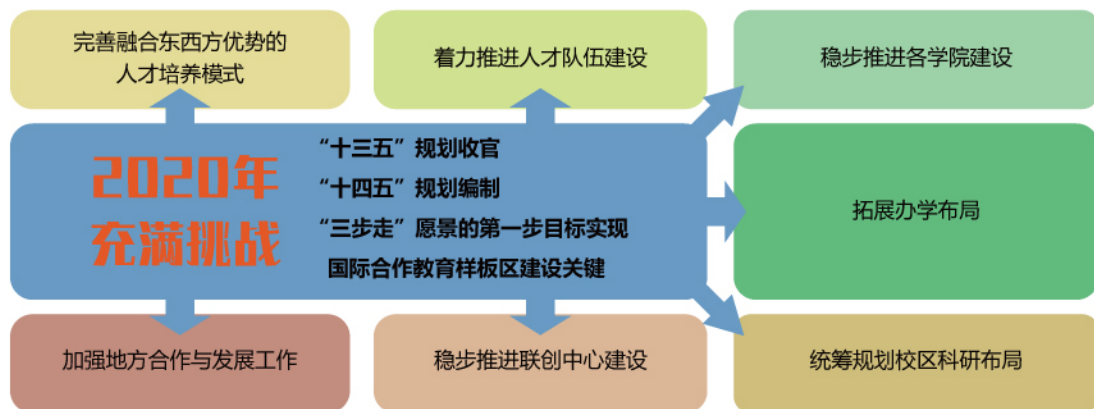 完善融合东西方优势的
人才培养模式
着力推进人才队伍建设
稳步推进各学院建设
2020年
充满挑战
“十三五”规划收官
“十四五”规划编制
“三步走”愿景的第一步目标实现
国际合作教育样板区建设关键
拓展办学布局
加强地方合作与发展工作
稳步推进联创中心建设
统筹规划校区科研布局